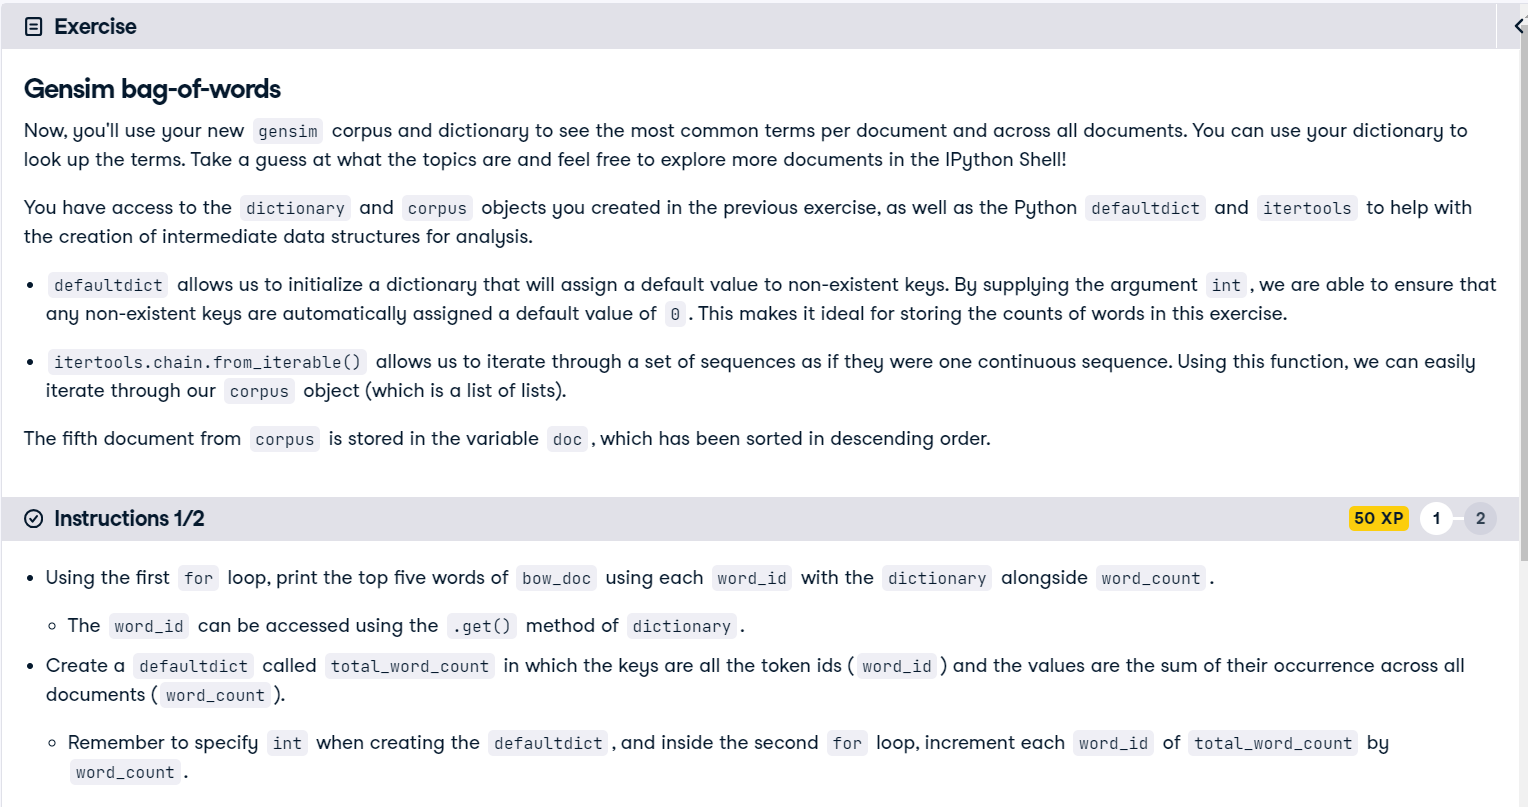 Exercise
Gensim bag-of-words
Now, you'll use your new gensim corpus and dictionary to see the most common terms per document and across all documents. You can use your dictionary to
look up the terms. Take a guess at what the topics are and feel free to explore more documents in the IPython Shell!
You have access to the dictionary and corpus objects you created in the previous exercise, as well as the Python defaultdict and itertools to help with
the creation of intermediate data structures for analysis.
• defaultdict allows us to initialize a dictionary that will assign a default value to non-existent keys. By supplying the argument int, we are able to ensure that
any non-existent keys are automatically assigned a default value of 0. This makes it ideal for storing the counts of words in this exercise.
• itertools.chain.from_iterable() allows us to iterate through a set of sequences as if they were one continuous sequence. Using this function, we can easily
iterate through our corpus object (which is a list of lists).
The fifth document from corpus is stored in the variable doc, which has been sorted in descending order.
Instructions 1/2 50 XP 1 2
• Using the first for loop, print the top five words of bow_doc using each word_id with the dictionary alongside word_count.
◦ The word_id can be accessed using the .get() method of dictionary.
• Create a defaultdict called total_word_count in which the keys are all the token ids (word_id) and the values are the sum of their occurrence across all
documents (word_count).
◦ Remember to specify int when creating the defaultdict, and inside the second for loop, increment each word_id of total_word_count by
word_count.